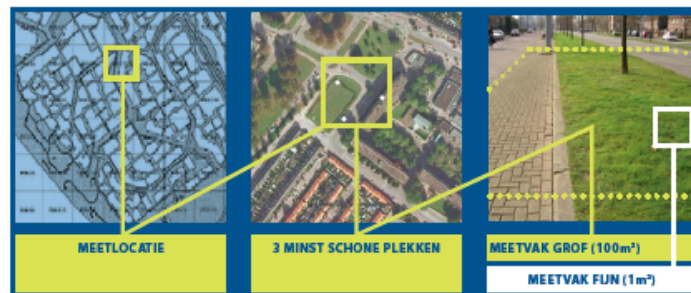 MEETLOCATIE
3 MINST SCHONE PLEKKEN
MEETVAK GROF (100m²)
MEETVAK FIJN (1m²)